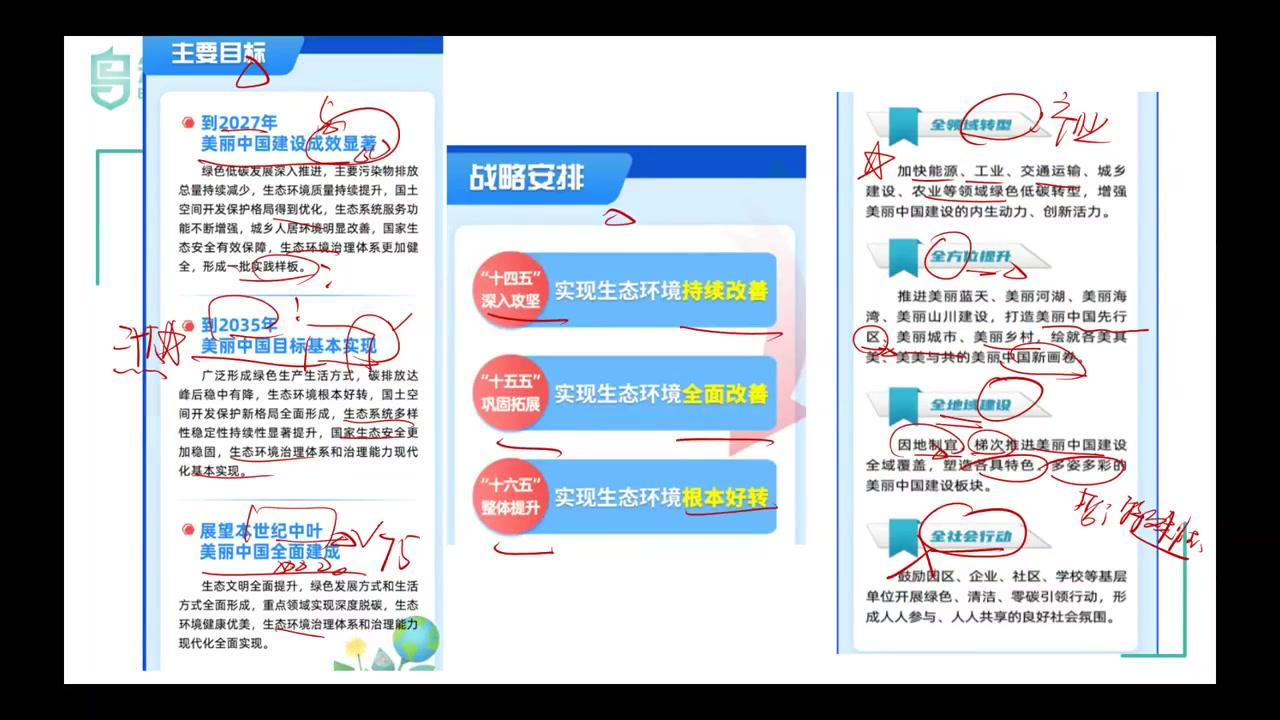 主要目标
到2027年
美丽中国建设成效显著
绿色低碳发展深入推进，主要污染物排放
总量持续减少，生态环境质量持续提升，国土
空间开发保护格局得到优化，生态系统服务功
能不断增强，城乡人居环境明显改善，国家生
态安全有效保障，生态环境治理体系更加健
全，形成一批实践样板。
到2035年
美丽中国目标基本实现
广泛形成绿色生产生活方式，碳排放达
峰后稳中有降，生态环境根本好转，国土空
间开发保护新格局全面形成，生态系统多样
性稳定性持续性显著提升，国家生态安全更
加稳固，生态环境治理体系和治理能力现代
化基本实现。
展望本世纪中叶
美丽中国全面建成
生态文明全面提升，绿色发展方式和生活
方式全面形成，重点领域实现深度脱碳，生态
环境健康优美，生态环境治理体系和治理能力
现代化全面实现。
战略安排
“十四五”
深入攻坚
实现生态环境持续改善
“十五五”
巩固拓展
实现生态环境全面改善
“十六五”
整体提升
实现生态环境根本好转
全领域转型
产业
加快能源、工业、交通运输、城乡
建设、农业等领域绿色低碳转型，增强
美丽中国建设的内生动力、创新活力。
全方位提升
推进美丽蓝天、美丽河湖、美丽海
湾、美丽山川建设，打造美丽中国先行
区、美丽城市、美丽乡村，绘就各美其
美、美美与共的美丽中国新画卷。
全地域建设
因地制宜、梯次推进美丽中国建设
全域覆盖，塑造各具特色、多姿多彩的
美丽中国建设板块。
全社会行动
鼓励园区、企业、社区、学校等基层
单位开展绿色、清洁、零碳引领行动，形
成人人参与、人人共享的良好社会氛围。